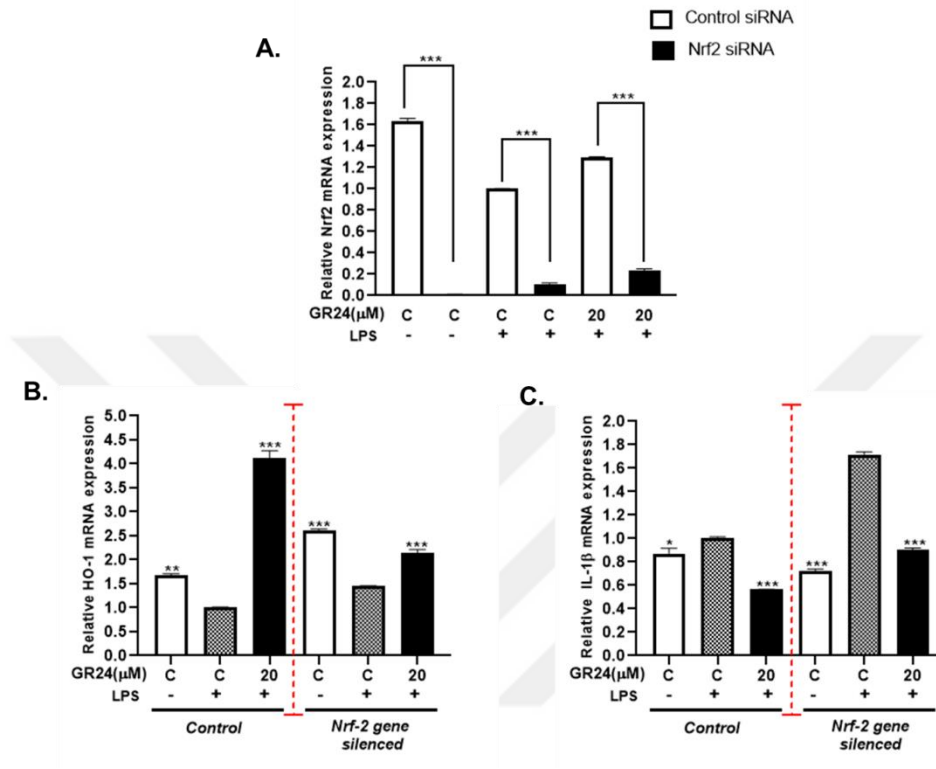 Control siRNA
Nrf2 siRNA
A.
Relative Nrf2 mRNA expression
2.0
1.8
1.6
1.4
1.2
1.0
0.8
0.6
0.4
0.2
0.0
***
***
***
GR24(μM) C C C C 20 20
LPS - - + + + +
B.
Relative HO-1 mRNA expression
5.0
4.5
4.0
3.5
3.0
2.5
2.0
1.5
1.0
0.5
0.0
**
***
***
***
GR24(μM) C C 20 C C 20
LPS - + + - + +
Control
Nrf-2 gene
silenced
C.
Relative IL-1β mRNA expression
2.0
1.8
1.6
1.4
1.2
1.0
0.8
0.6
0.4
0.2
0.0
*
***
***
***
GR24(μM) C C 20 C C 20
LPS - + + - + +
Control
Nrf-2 gene
silenced